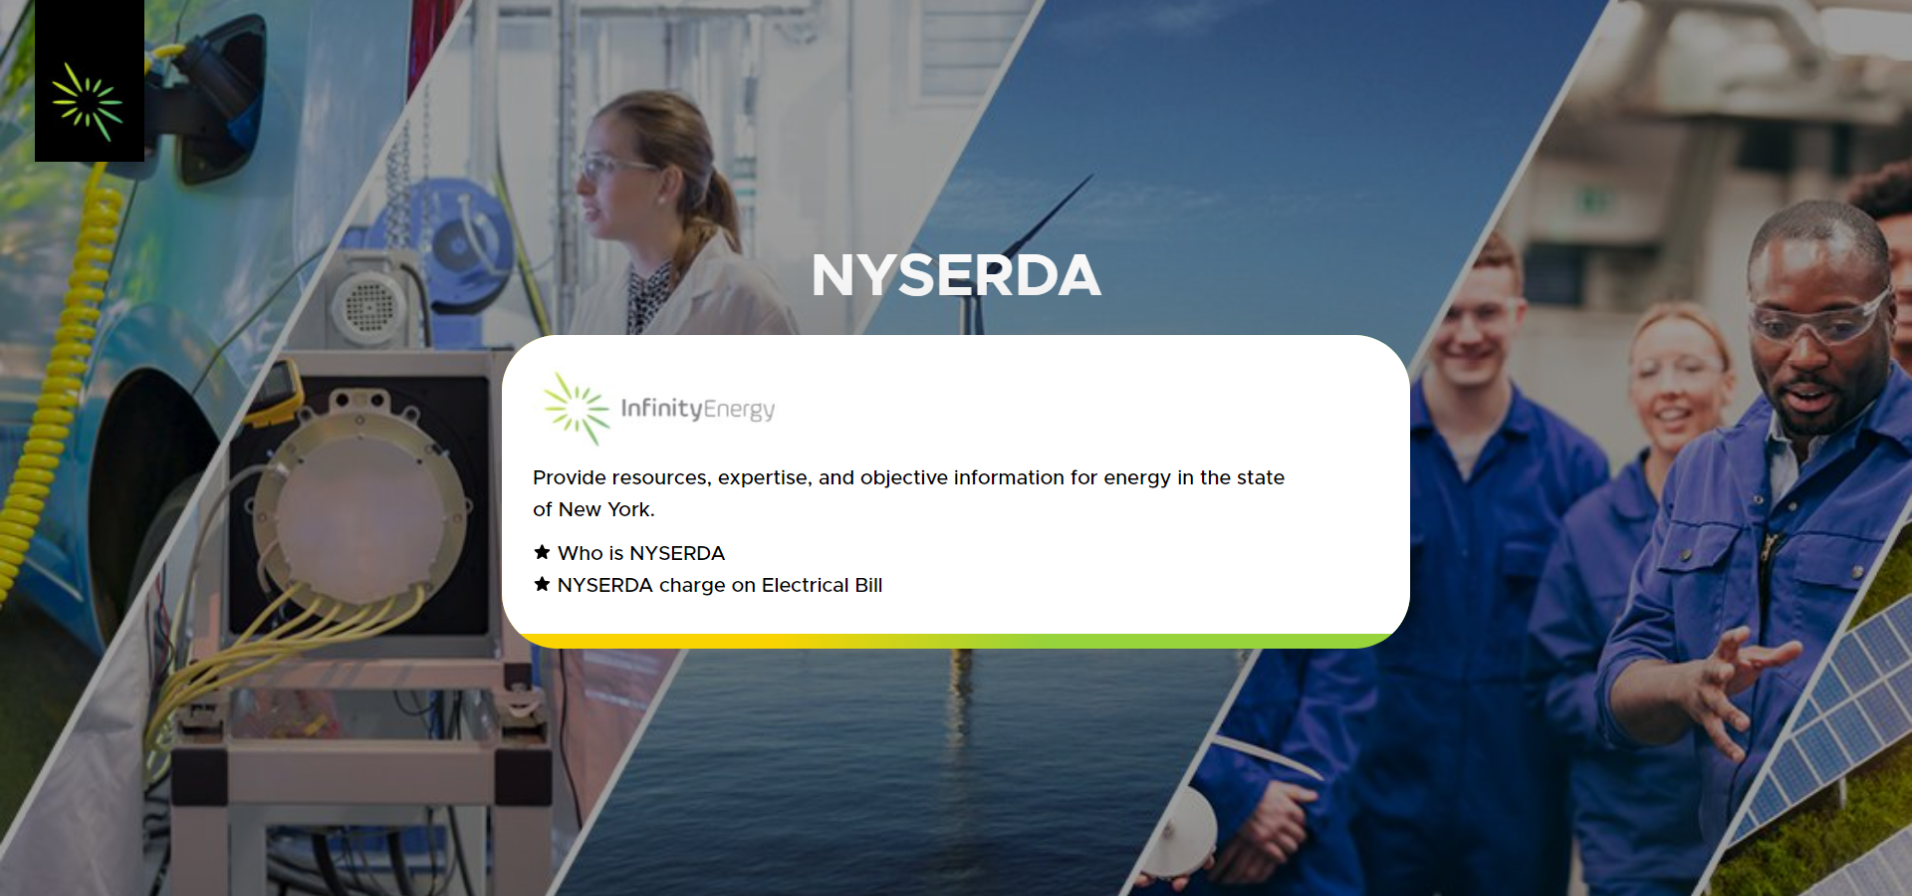 NYSERDA
InfinityEnergy
Provide resources, expertise, and objective information for energy in the state
of New York.
★ Who is NYSERDA
★ NYSERDA charge on Electrical Bill